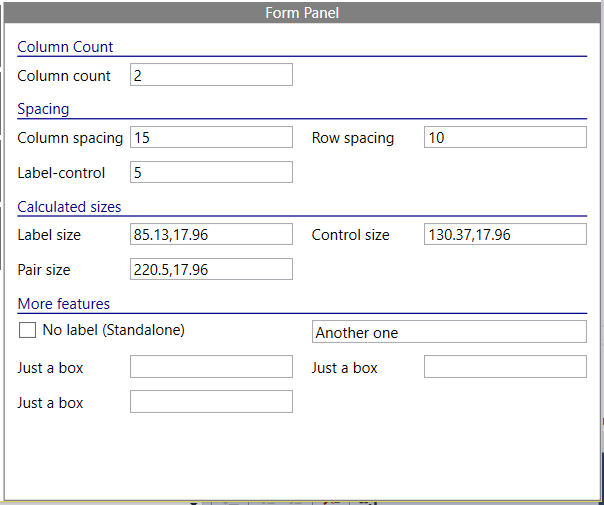 Form Panel
Column Count
Column count 2
Spacing
Column spacing 15 Row spacing 10
Label-control 5
Calculated sizes
Label size 85.13,17.96 Control size 130.37,17.96
Pair size 220.5,17.96
More features
No label (Standalone) Another one
Just a box Just a box
Just a box